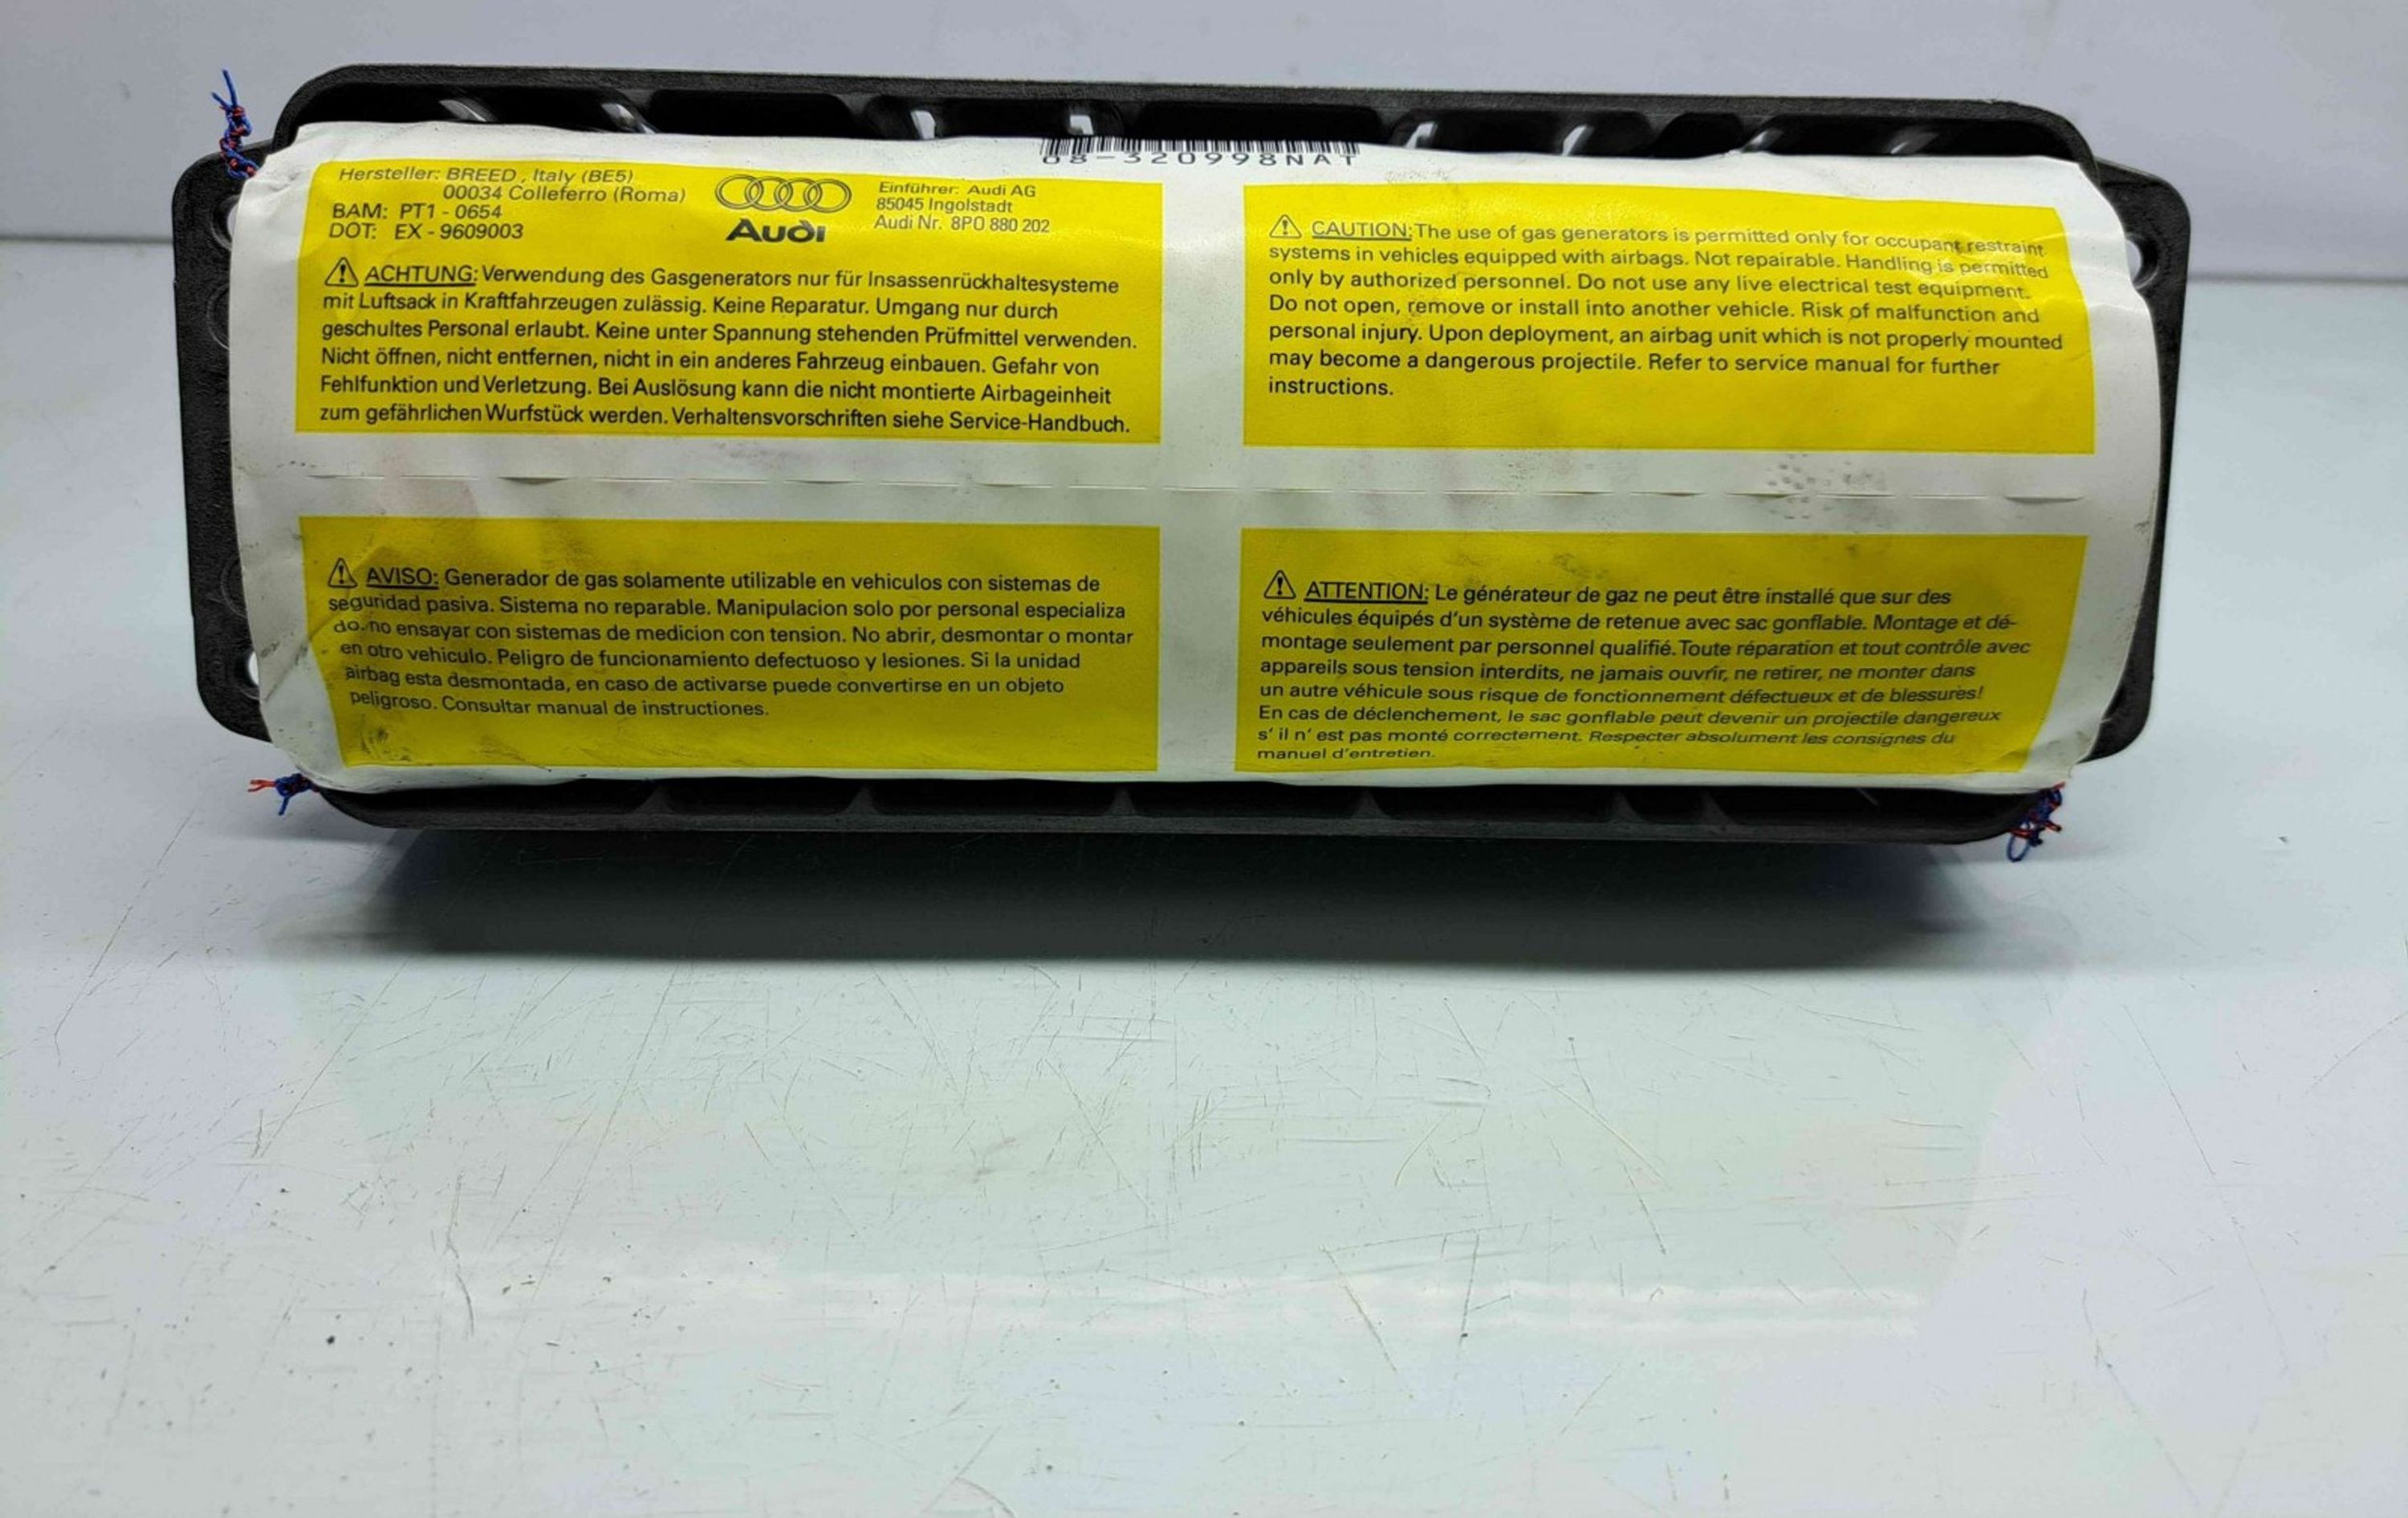 08-320998NAT
Hersteller: BREED, Italy (BE5)
00034 Colleferro (Roma)
BAM: PT1 - 0654
DOT: EX - 9609003
Audi
Einführer: Audi AG
85045 Ingolstadt
Audi Nr. 8P0 880 202
ACHTUNG: Verwendung des Gasgenerators nur für Insassenrückhaltesysteme
mit Luftsack in Kraftfahrzeugen zulässig. Keine Reparatur. Umgang nur durch
geschultes Personal erlaubt. Keine unter Spannung stehenden Prüfmittel verwenden.
Nicht öffnen, nicht entfernen, nicht in ein anderes Fahrzeug einbauen. Gefahr von
Fehlfunktion und Verletzung. Bei Auslösung kann die nicht montierte Airbageinheit
zum gefährlichen Wurfstück werden. Verhaltensvorschriften siehe Service-Handbuch.
CAUTION: The use of gas generators is permitted only for occupant restraint
systems in vehicles equipped with airbags. Not repairable. Handling is permitted
only by authorized personnel. Do not use any live electrical test equipment.
Do not open, remove or install into another vehicle. Risk of malfunction and
personal injury. Upon deployment, an airbag unit which is not properly mounted
may become a dangerous projectile. Refer to service manual for further
instructions.
AVISO: Generador de gas solamente utilizable en vehiculos con sistemas de
seguridad pasiva. Sistema no reparable. Manipulacion solo por personal especializa
do. no ensayar con sistemas de medicion con tension. No abrir, desmontar o montar
en otro vehiculo. Peligro de funcionamiento defectuoso y lesiones. Si la unidad
airbag esta desmontada, en caso de activarse puede convertirse en un objeto
peligroso. Consultar manual de instructiones.
ATTENTION: Le générateur de gaz ne peut être installé que sur des
véhicules équipés d'un système de retenue avec sac gonflable. Montage et dé-
montage seulement par personnel qualifié. Toute réparation et tout contrôle avec
appareils sous tension interdits, ne jamais ouvrir, ne retirer, ne monter dans
un autre véhicule sous risque de fonctionnement défectueux et de blessures!
En cas de déclenchement, le sac gonflable peut devenir un projectile dangereux
s' il n' est pas monté correctement. Respecter absolument les consignes du
manuel d'entretien.